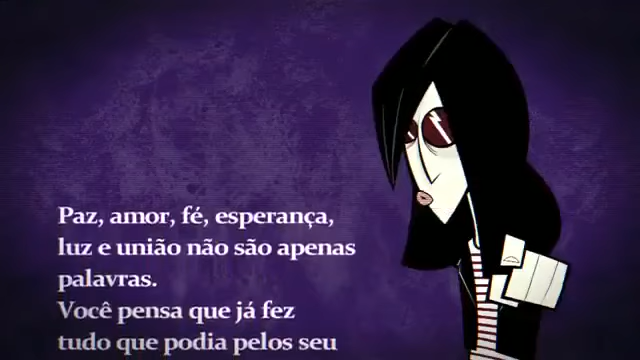 Paz, amor, fé, esperança,
luz e união não são apenas
palavras.
Você pensa que já fez
tudo que podia pelos seu